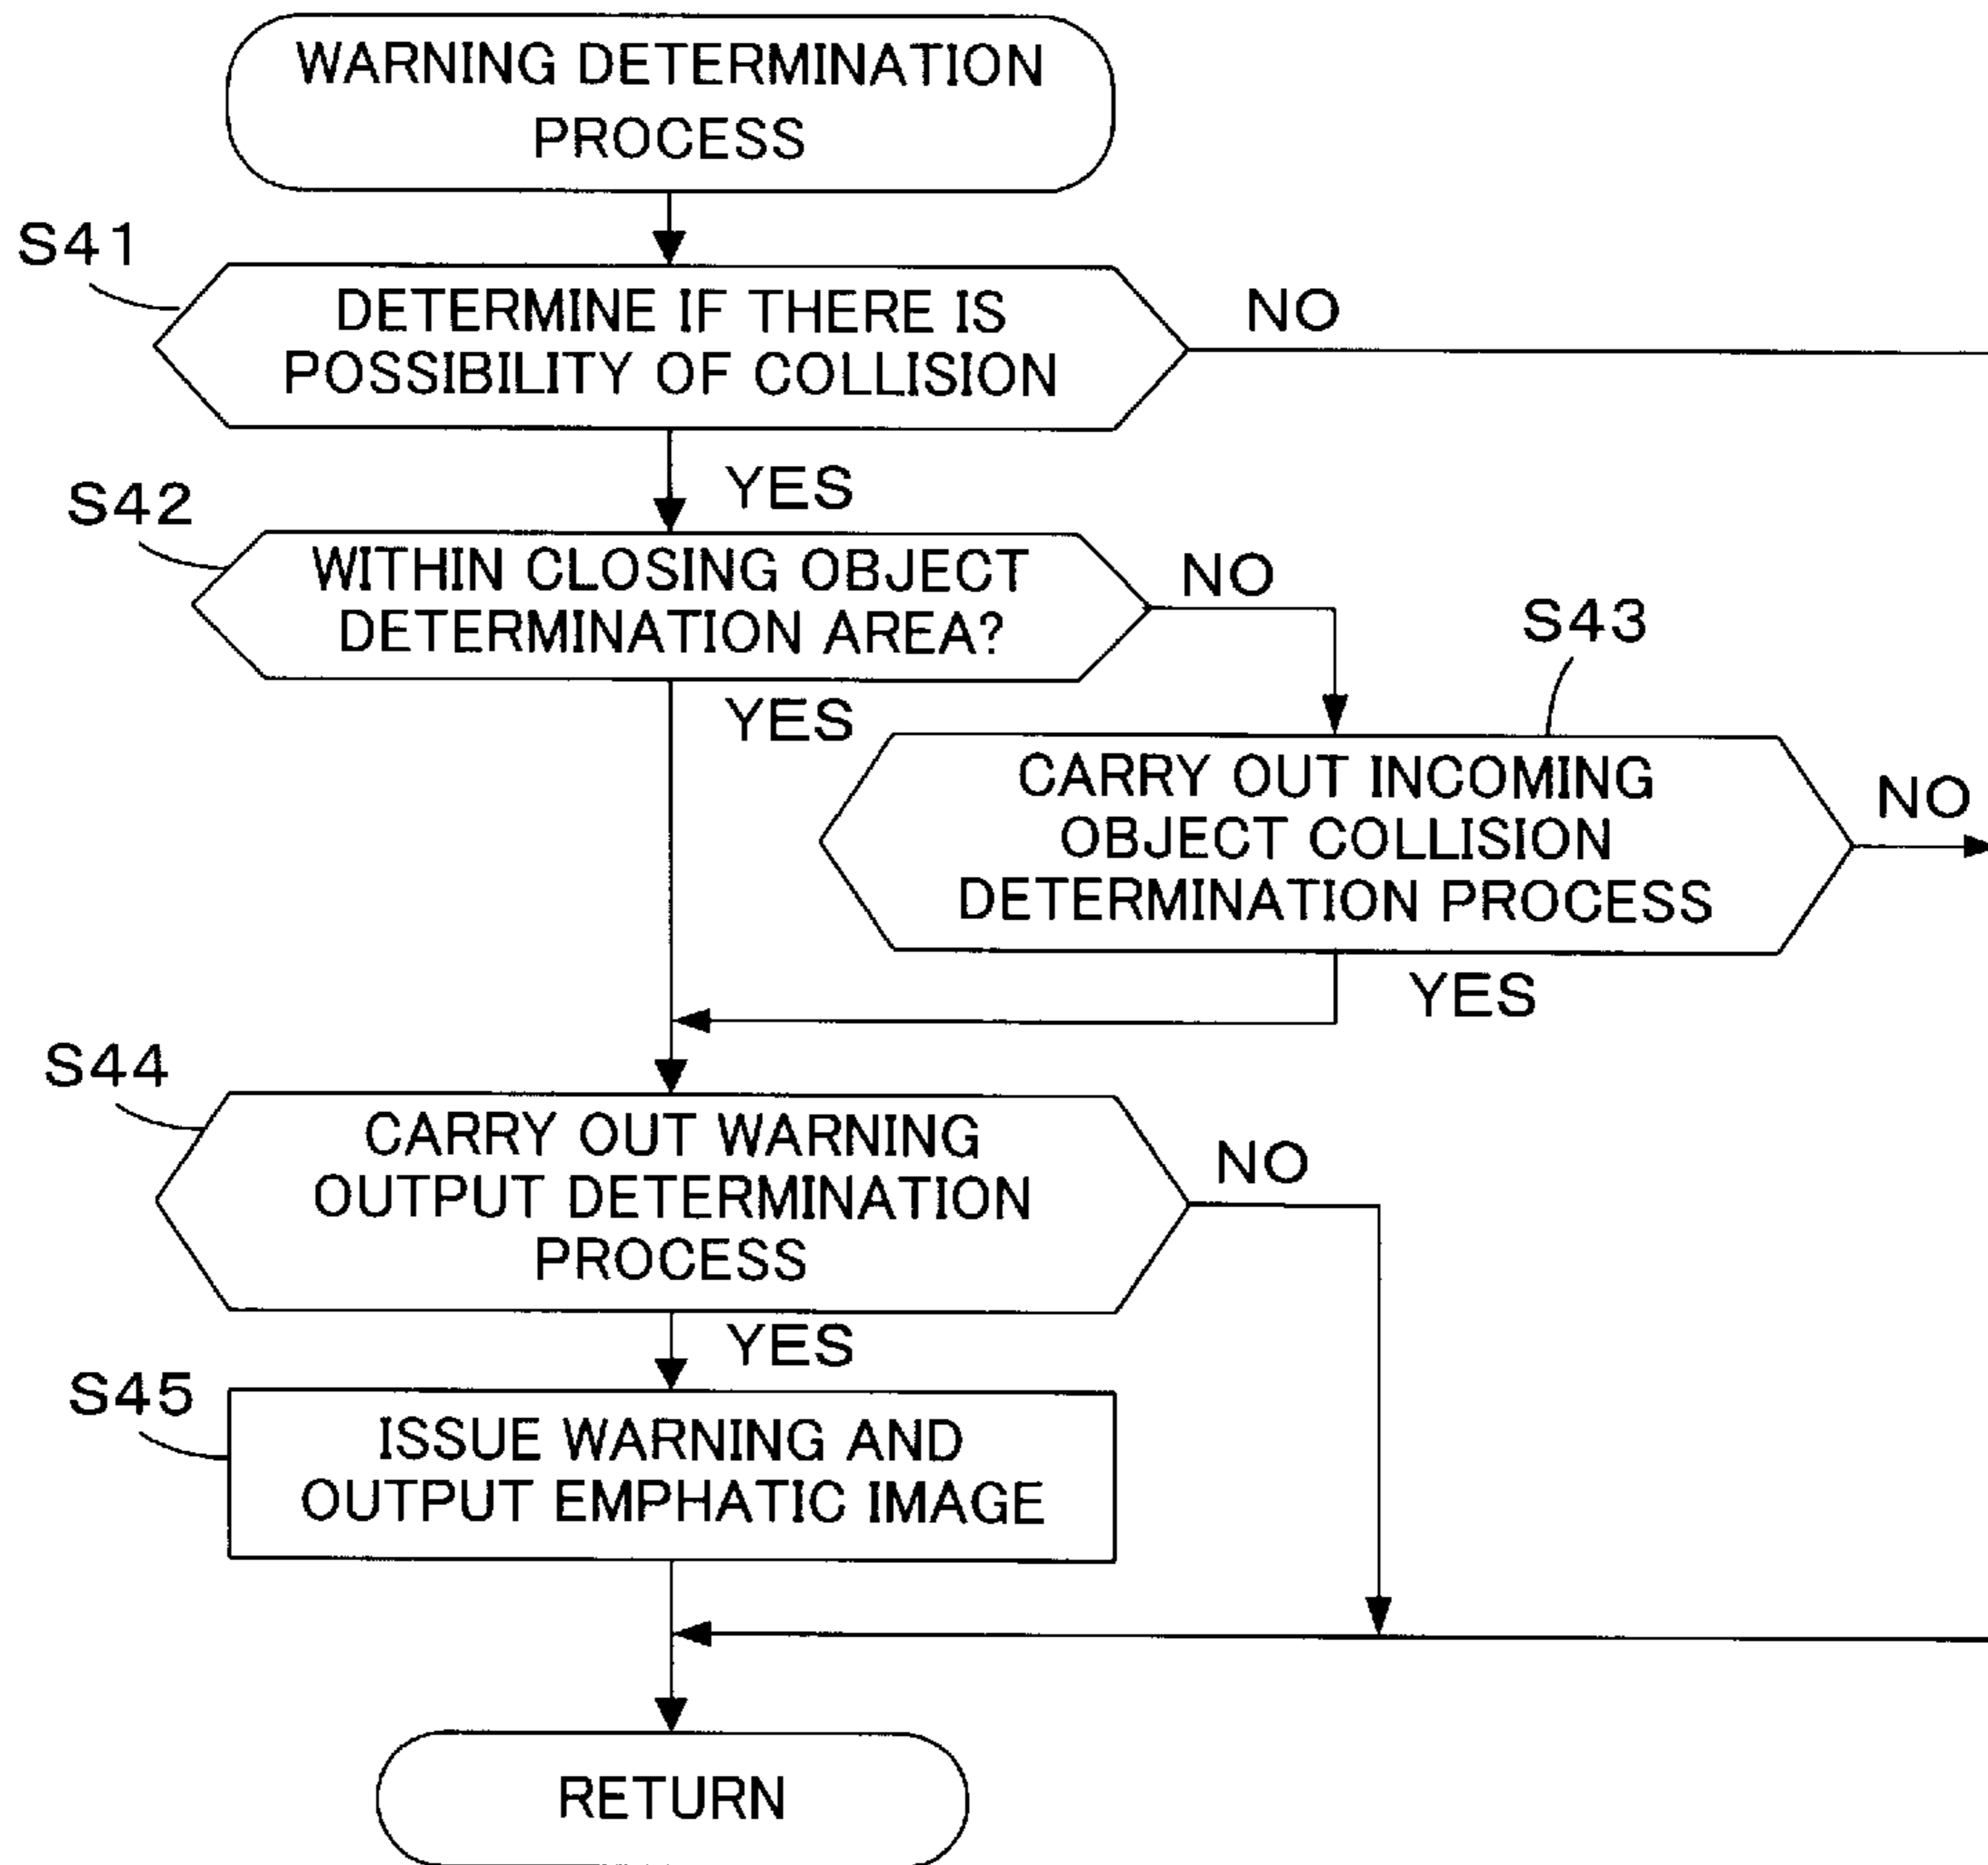 WARNING DETERMINATION
PROCESS
S41
DETERMINE IF THERE IS
POSSIBILITY OF COLLISION
NO
YES
S42
WITHIN CLOSING OBJECT
DETERMINATION AREA?
NO
YES
S43
CARRY OUT INCOMING
OBJECT COLLISION
DETERMINATION PROCESS
NO
YES
S44
CARRY OUT WARNING
OUTPUT DETERMINATION
PROCESS
NO
YES
S45
ISSUE WARNING AND
OUTPUT EMPHATIC IMAGE
RETURN